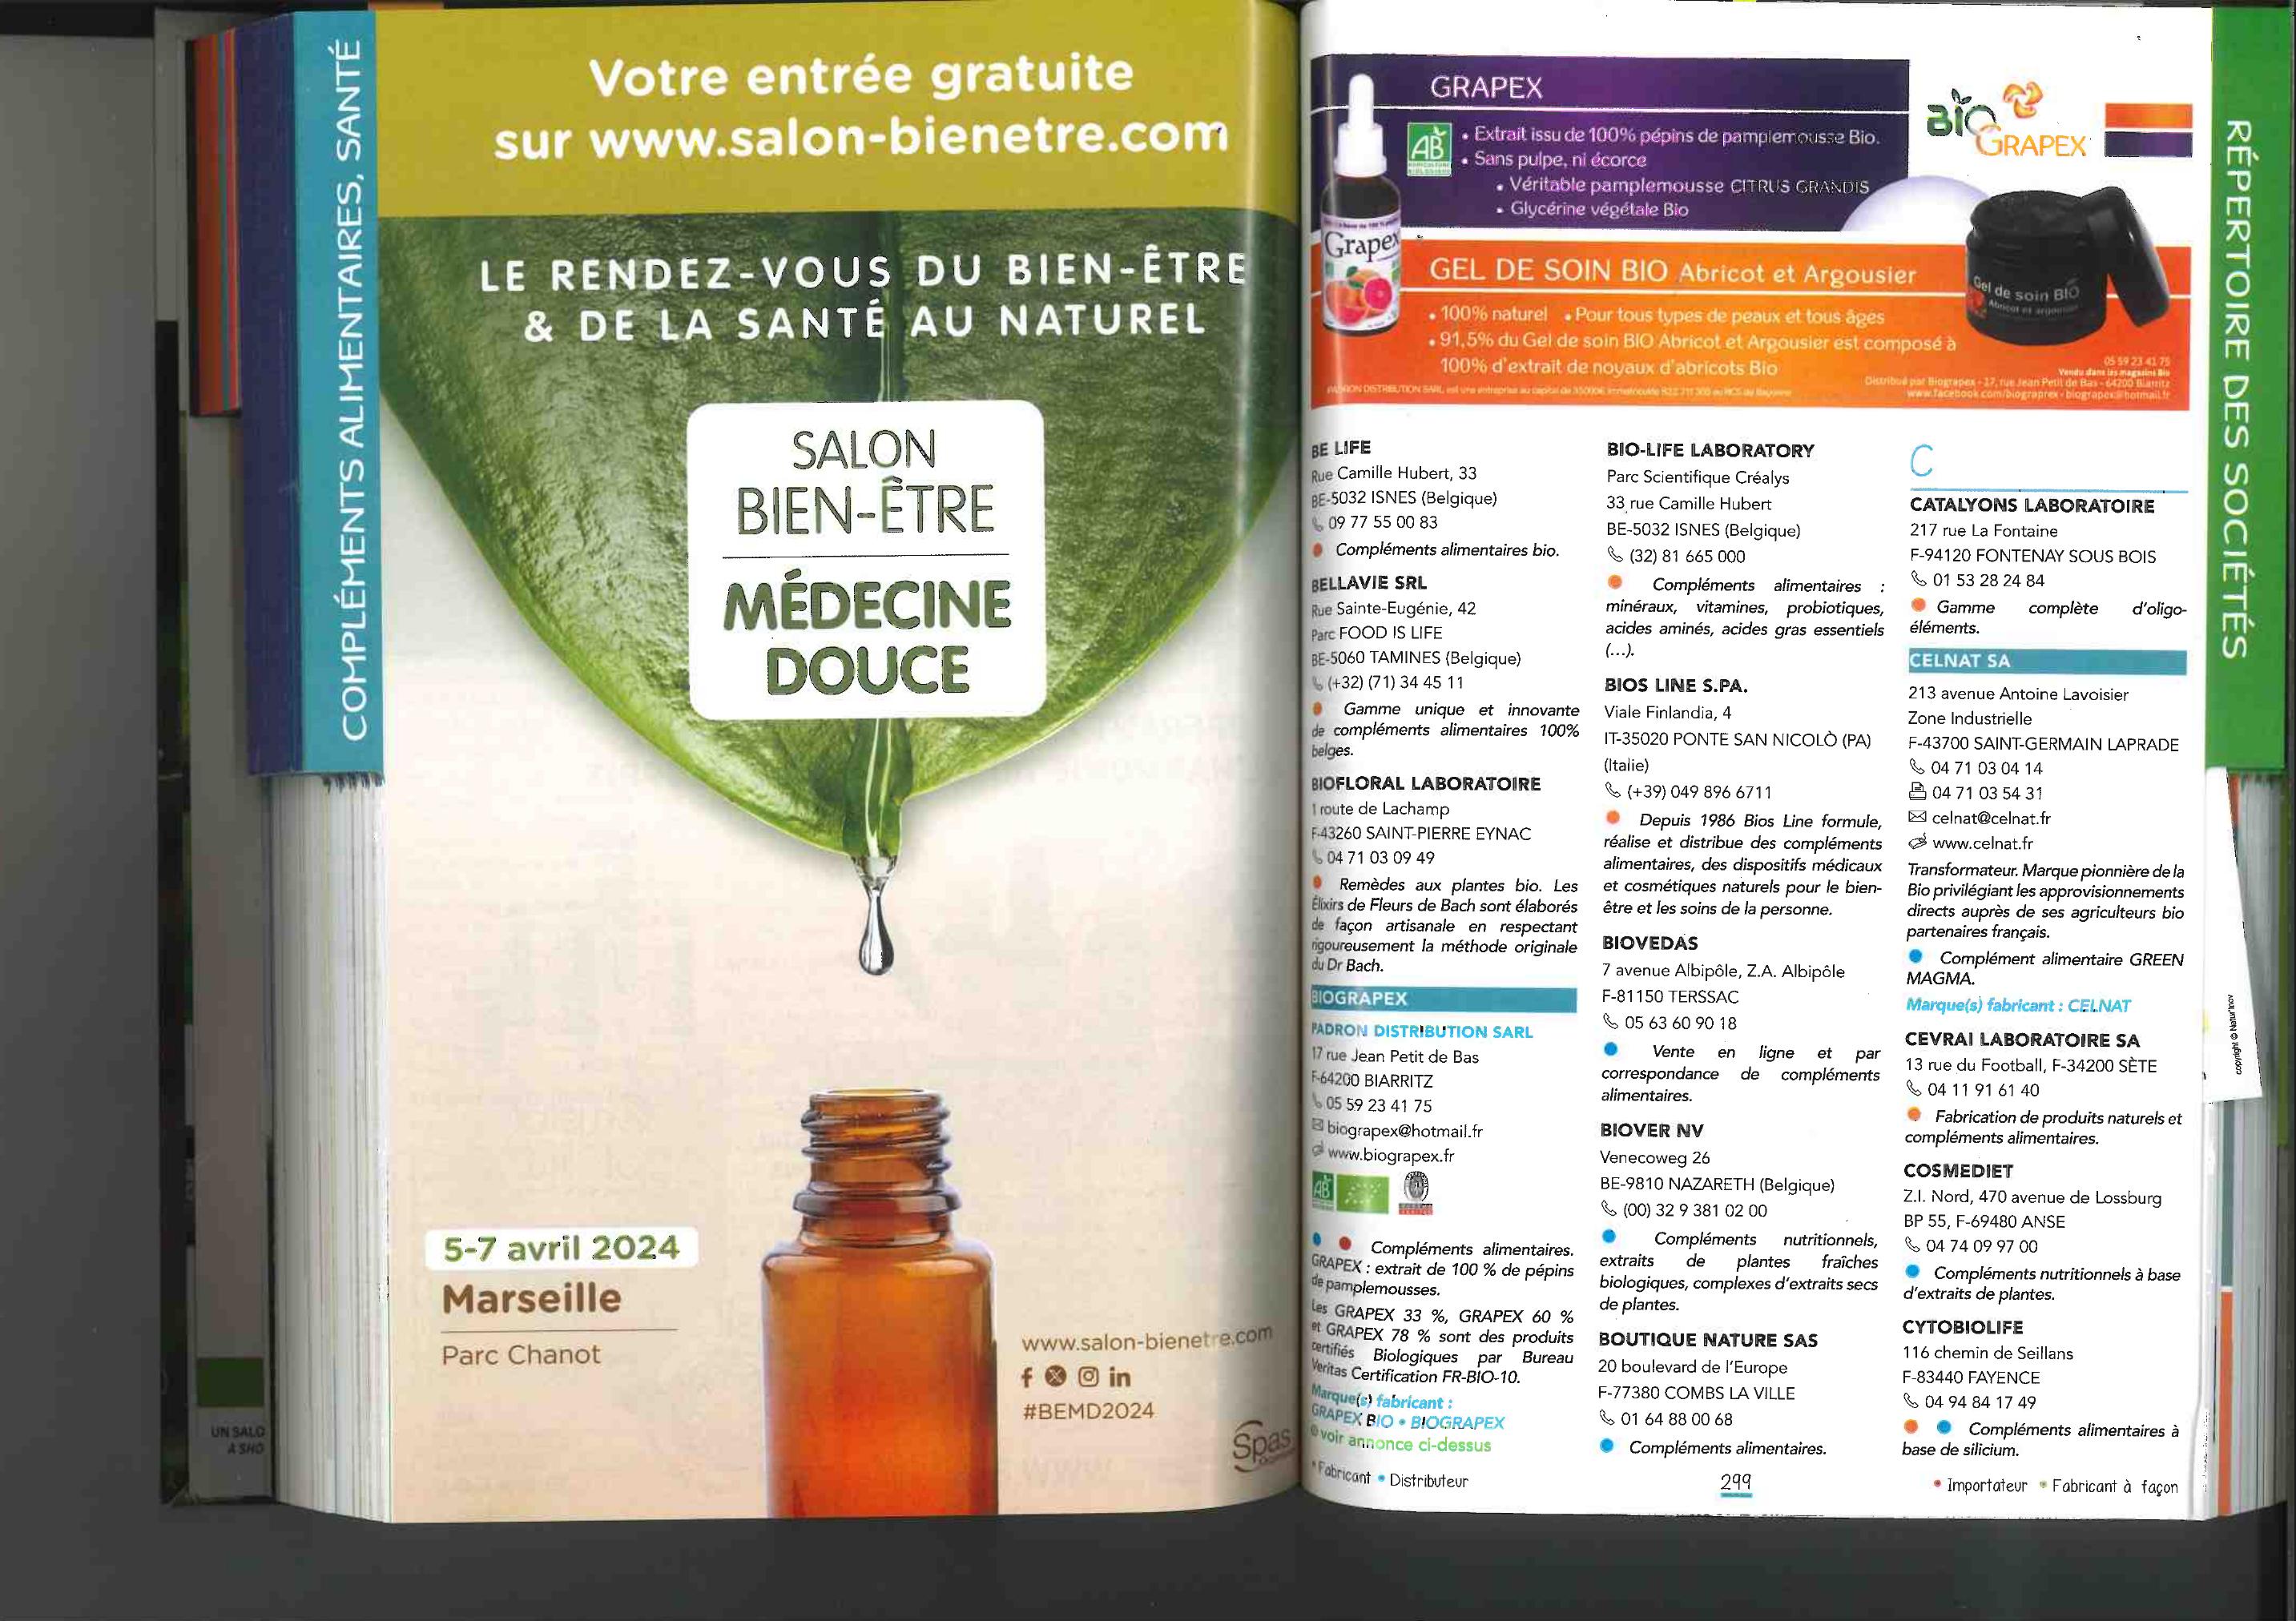 COMPLÉMENTS ALIMENTAIRES, SANTÉ
Votre entrée gratuite
sur www.salon-bienetre.com
LE RENDEZ-VOUS DU BIEN-ÊTRE
& DE LA SANTÉ AU NATUREL
SALON
BIEN-ÊTRE
MÉDECINE
DOUCE
5-7 avril 2024
Marseille
Parc Chanot
www.salon-bienetre.com
#BEMD2024
Spas
UN SALO
A SHO
GRAPEX
AB
• Extrait issu de 100% pépins de pamplemousse Bio.
• Sans pulpe, ni écorce
• Véritable pamplemousse CITRUS GRANDIS
• Glycérine végétale Bio
BIO
GRAPEX
Grapex
GEL DE SOIN BIO Abricot et Argousier
• 100% naturel • Pour tous types de peaux et tous âges
• 91,5% du Gel de soin BIO Abricot et Argousier est composé à
100% d'extrait de noyaux d'abricots Bio
Gel de soin BIO
Abricot et argousier
05 59 23 41 75
Vendu dans les magasins Bio
Distribué par Biograpex - 17, rue Jean Petit de Bas - 64200 Biarritz
www.facebook.com/biograprex - biograpex@hotmail.fr
BE LIFE
Rue Camille Hubert, 33
BE-5032 ISNES (Belgique)
09 77 55 00 83
Compléments alimentaires bio.
BELLAVIE SRL
Rue Sainte-Eugénie, 42
Parc FOOD IS LIFE
BE-5060 TAMINES (Belgique)
(+32) (71) 34 45 11
Gamme unique et innovante
de compléments alimentaires 100%
belges.
BIOFLORAL LABORATOIRE
1 route de Lachamp
F-43260 SAINT-PIERRE EYNAC
04 71 03 09 49
Remèdes aux plantes bio. Les
Élixirs de Fleurs de Bach sont élaborés
de façon artisanale en respectant
rigoureusement la méthode originale
du Dr Bach.
BIOGRAPEX
PADRON DISTRIBUTION SARL
17 rue Jean Petit de Bas
F-64200 BIARRITZ
05 59 23 41 75
biograpex@hotmail.fr
www.biograpex.fr
AB
Compléments alimentaires.
GRAPEX : extrait de 100 % de pépins
de pamplemousses.
Les GRAPEX 33 %, GRAPEX 60 %
et GRAPEX 78 % sont des produits
certifiés Biologiques par Bureau
Veritas Certification FR-BIO-10.
Marque(s) fabricant :
GRAPEX BIO • BIOGRAPEX
voir annonce ci-dessus
BIO-LIFE LABORATORY
Parc Scientifique Créalys
33 rue Camille Hubert
BE-5032 ISNES (Belgique)
(32) 81 665 000
Compléments alimentaires :
minéraux, vitamines, probiotiques,
acides aminés, acides gras essentiels
(...).
BIOS LINE S.PA.
Viale Finlandia, 4
IT-35020 PONTE SAN NICOLÒ (PA)
(Italie)
(+39) 049 896 6711
Depuis 1986 Bios Line formule,
réalise et distribue des compléments
alimentaires, des dispositifs médicaux
et cosmétiques naturels pour le bien-
être et les soins de la personne.
BIOVEDAS
7 avenue Albipôle, Z.A. Albipôle
F-81150 TERSSAC
05 63 60 90 18
Vente en ligne et par
correspondance de compléments
alimentaires.
BIOVER NV
Venecoweg 26
BE-9810 NAZARETH (Belgique)
(00) 32 9 381 02 00
Compléments nutritionnels,
extraits de plantes fraîches
biologiques, complexes d'extraits secs
de plantes.
BOUTIQUE NATURE SAS
20 boulevard de l'Europe
F-77380 COMBS LA VILLE
01 64 88 00 68
Compléments alimentaires.
C
CATALYONS LABORATOIRE
217 rue La Fontaine
F-94120 FONTENAY SOUS BOIS
01 53 28 24 84
Gamme complète d'oligo-
éléments.
CELNAT SA
213 avenue Antoine Lavoisier
Zone Industrielle
F-43700 SAINT-GERMAIN LAPRADE
04 71 03 04 14
04 71 03 54 31
celnat@celnat.fr
www.celnat.fr
Transformateur. Marque pionnière de la
Bio privilégiant les approvisionnements
directs auprès de ses agriculteurs bio
partenaires français.
Complément alimentaire GREEN
MAGMA.
Marque(s) fabricant : CELNAT
CEVRAI LABORATOIRE SA
13 rue du Football, F-34200 SÈTE
04 11 91 61 40
Fabrication de produits naturels et
compléments alimentaires.
COSMEDIET
Z.I. Nord, 470 avenue de Lossburg
BP 55, F-69480 ANSE
04 74 09 97 00
Compléments nutritionnels à base
d'extraits de plantes.
CYTOBIOLIFE
116 chemin de Seillans
F-83440 FAYENCE
04 94 84 17 49
Compléments alimentaires à
base de silicium.
• Fabricant • Distributeur
299
• Importateur • Fabricant à façon
RÉPERTOIRE DES SOCIÉTÉS
copyright © Natur'Inov